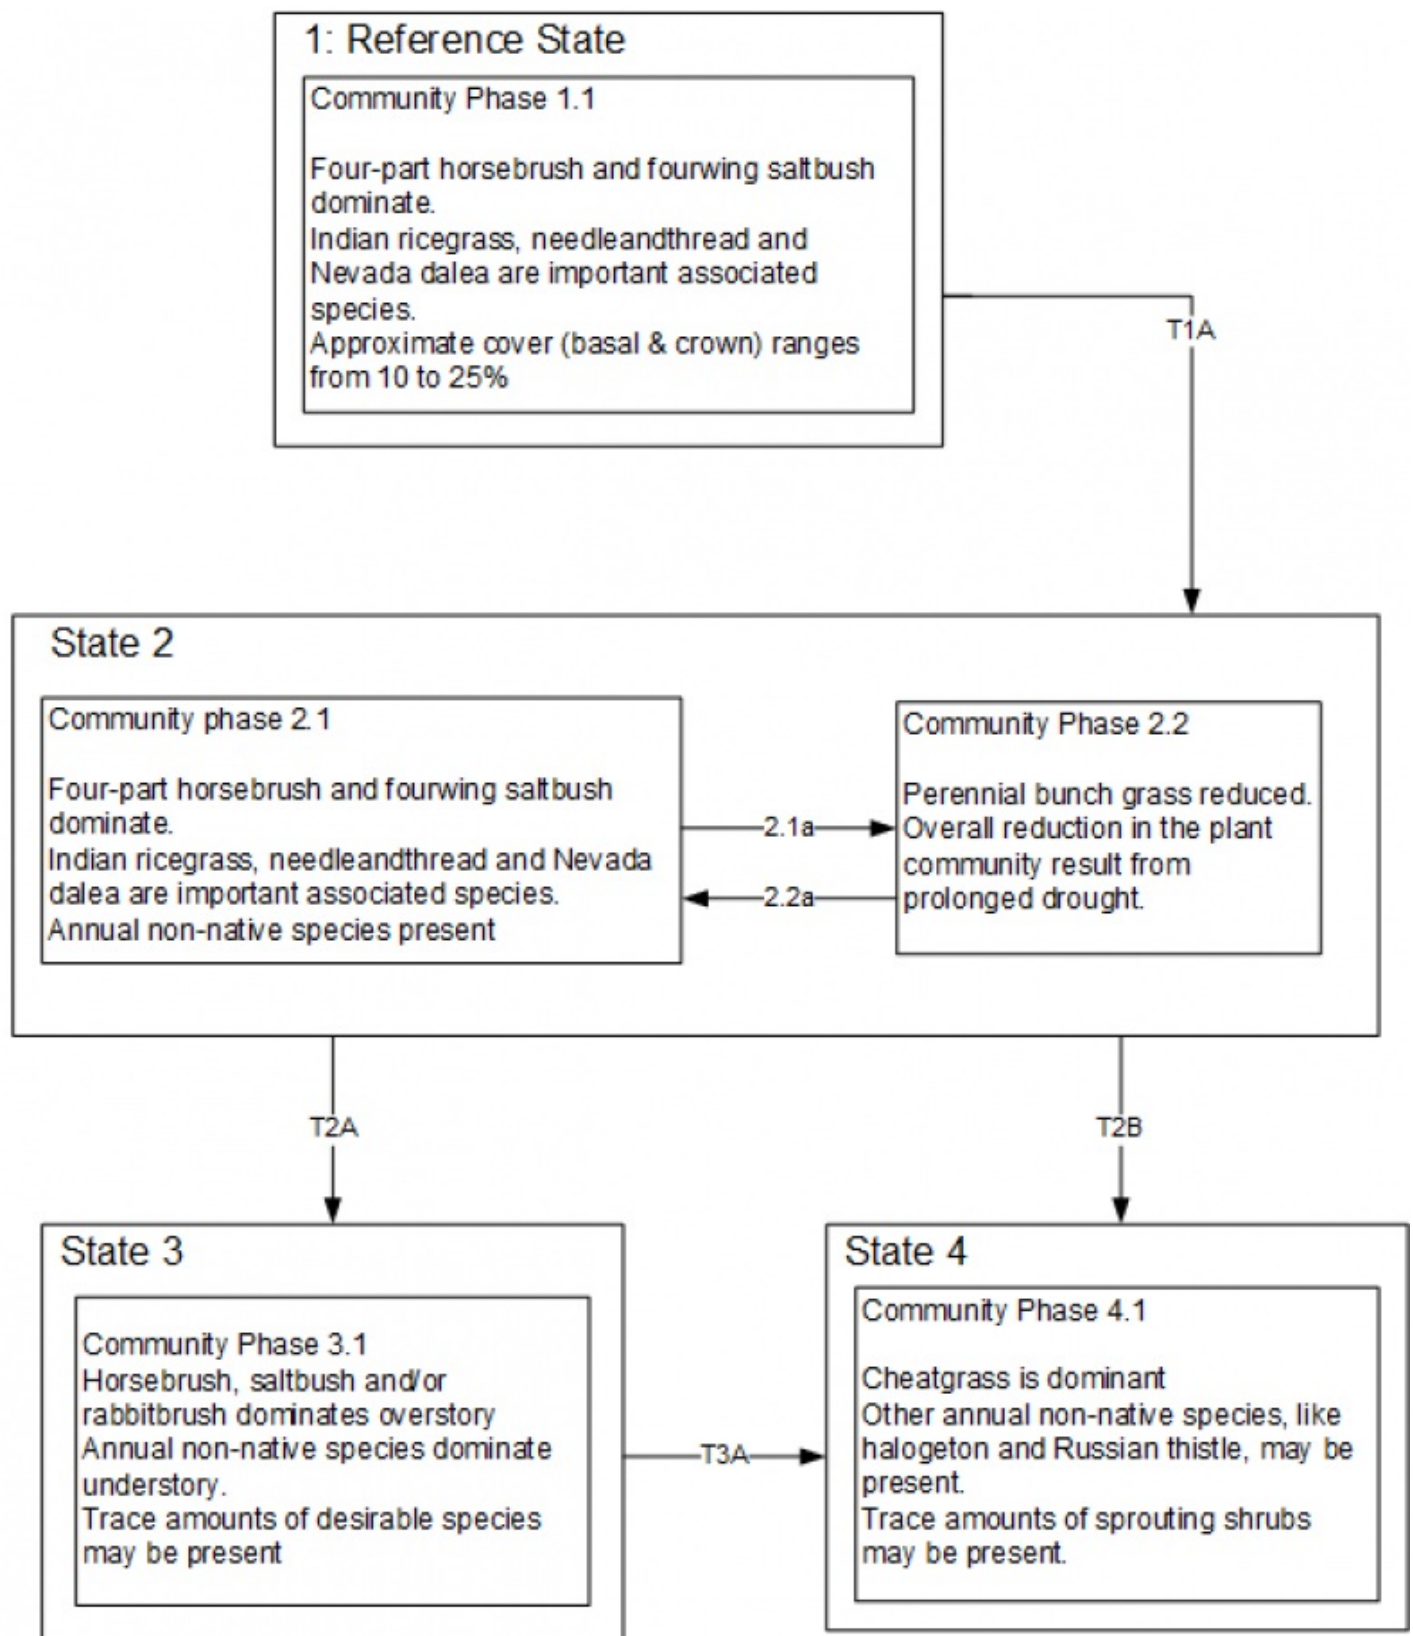 1: Reference State
Community Phase 1.1
Four-part horsebrush and fourwing saltbush
dominate.
Indian ricegrass, needleandthread and
Nevada dalea are important associated
species.
Approximate cover (basal & crown) ranges
from 10 to 25%
T1A
State 2
Community phase 2.1
Four-part horsebrush and fourwing saltbush
dominate.
Indian ricegrass, needleandthread and Nevada
dalea are important associated species.
Annual non-native species present
2.1a
2.2a
Community Phase 2.2
Perennial bunch grass reduced.
Overall reduction in the plant
community result from
prolonged drought.
T2A
T2B
State 3
Community Phase 3.1
Horsebrush, saltbush and/or
rabbitbrush dominates overstory
Annual non-native species dominate
understory.
Trace amounts of desirable species
may be present
T3A
State 4
Community Phase 4.1
Cheatgrass is dominant
Other annual non-native species, like
halogeton and Russian thistle, may be
present.
Trace amounts of sprouting shrubs
may be present.